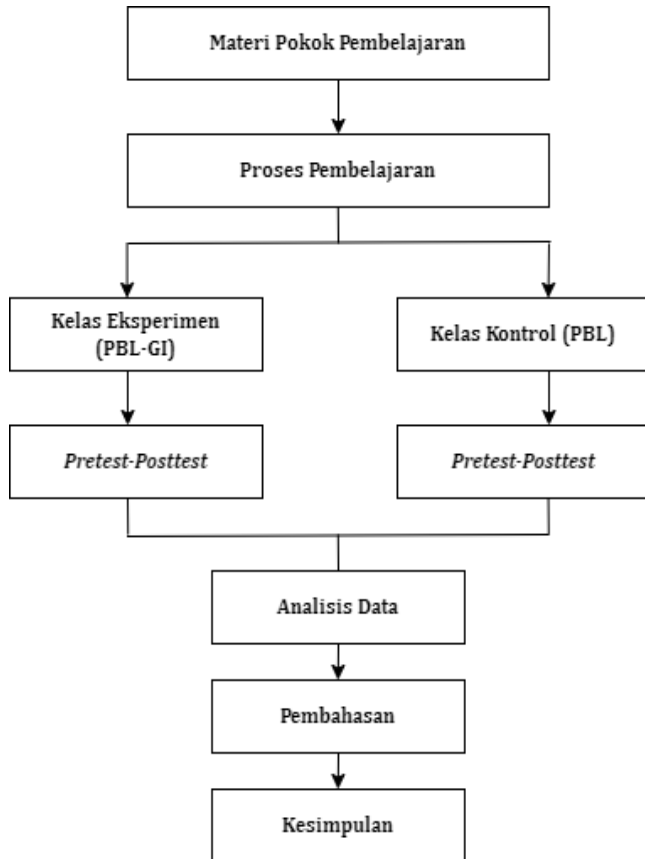 Materi Pokok Pembelajaran
Proses Pembelajaran
Kelas Eksperimen
(PBL-GI)
Kelas Kontrol (PBL)
Pretest-Posttest
Pretest-Posttest
Analisis Data
Pembahasan
Kesimpulan